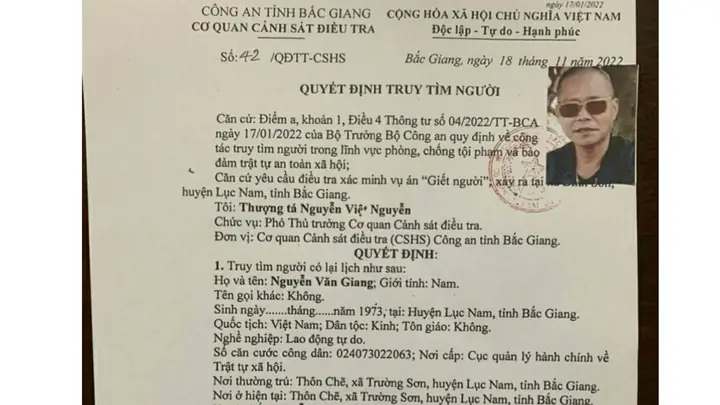 ngày 17/01/2022
CÔNG AN TỈNH BẮC GIANG
CƠ QUAN CẢNH SÁT ĐIỀU TRA
CỘNG HÒA XÃ HỘI CHỦ NGHĨA VIỆT NAM
Độc lập - Tự do - Hạnh phúc
Số: 42 /QĐTT-CSHS
Bắc Giang, ngày 18 tháng 11 năm 2022
QUYẾT ĐỊNH TRUY TÌM NGƯỜI
Căn cứ: Điểm a, khoản 1, Điều 4 Thông tư số 04/2022/TT-BCA
ngày 17/01/2022 của Bộ Trưởng Bộ Công an quy định về công
tác truy tìm người trong lĩnh vực phòng, chống tội phạm và bảo
đảm trật tự an toàn xã hội;
Căn cứ yêu cầu điều tra xác minh vụ án "Giết người"; xảy ra tại
huyện Lục Nam, tỉnh Bắc Giang.
Tôi: Thượng tá Nguyễn Việt Nguyễn
Chức vụ: Phó Thủ trưởng Cơ quan Cảnh sát điều tra.
Đơn vị: Cơ quan Cảnh sát điều tra (CSHS) Công an tỉnh Bắc Giang.
QUYẾT ĐỊNH:
1. Truy tìm người có lại lịch như sau:
Họ và tên: Nguyễn Văn Giang; Giới tính: Nam.
Tên gọi khác: Không.
Sinh ngày.......tháng.......năm 1973, tại: Huyện Lục Nam, tỉnh Bắc Giang.
Quốc tịch: Việt Nam; Dân tộc: Kinh; Tôn giáo: Không.
Nghề nghiệp: Lao động tự do.
Số căn cước công dân: 024073022063; Nơi cấp: Cục quản lý hành chính về
Trật tự xã hội.
Nơi thường trú: Thôn Chẽ, xã Trường Sơn, huyện Lục Nam, tỉnh Bắc Giang.
Nơi ở hiện tại: Thôn Chẽ, xã Trường Sơn, huyện Lục Nam, tỉnh Bắc Giang.